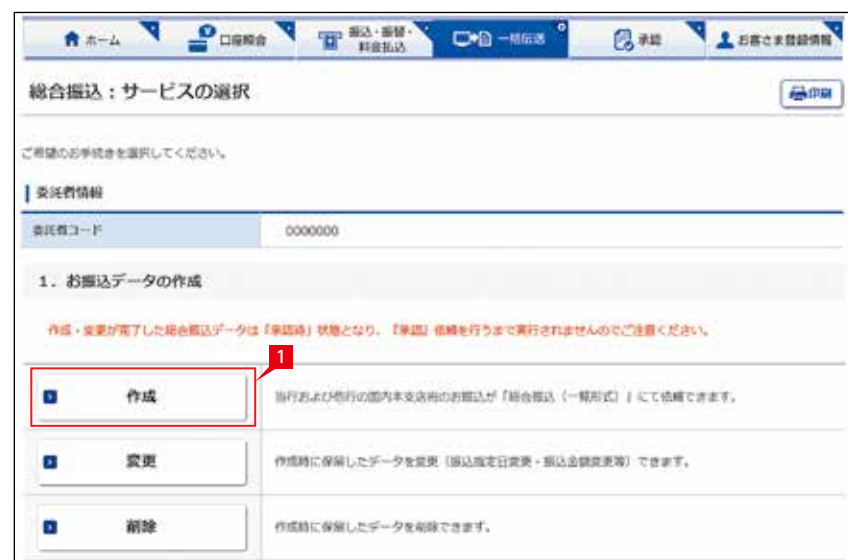 ホーム
口座照会
振込・振替・
料金払込
一括伝送
承認
お客さま登録情報
総合振込:サービスの選択
印刷
ご希望のお手続きを選択してください。
委託者情報
委託者コード
0000000
1. お振込データの作成
作成・変更が完了した総合振込データは『承認待』状態となり、『承認』依頼を行うまで実行されませんのでご注意ください。
1
作成
当行および他行の国内本支店宛のお振込が「総合振込(一覧形式)」にて依頼できます。
変更
作成時に保留したデータを変更(振込指定日変更・振込金額変更等)できます。
削除
作成時に保留したデータを削除できます。